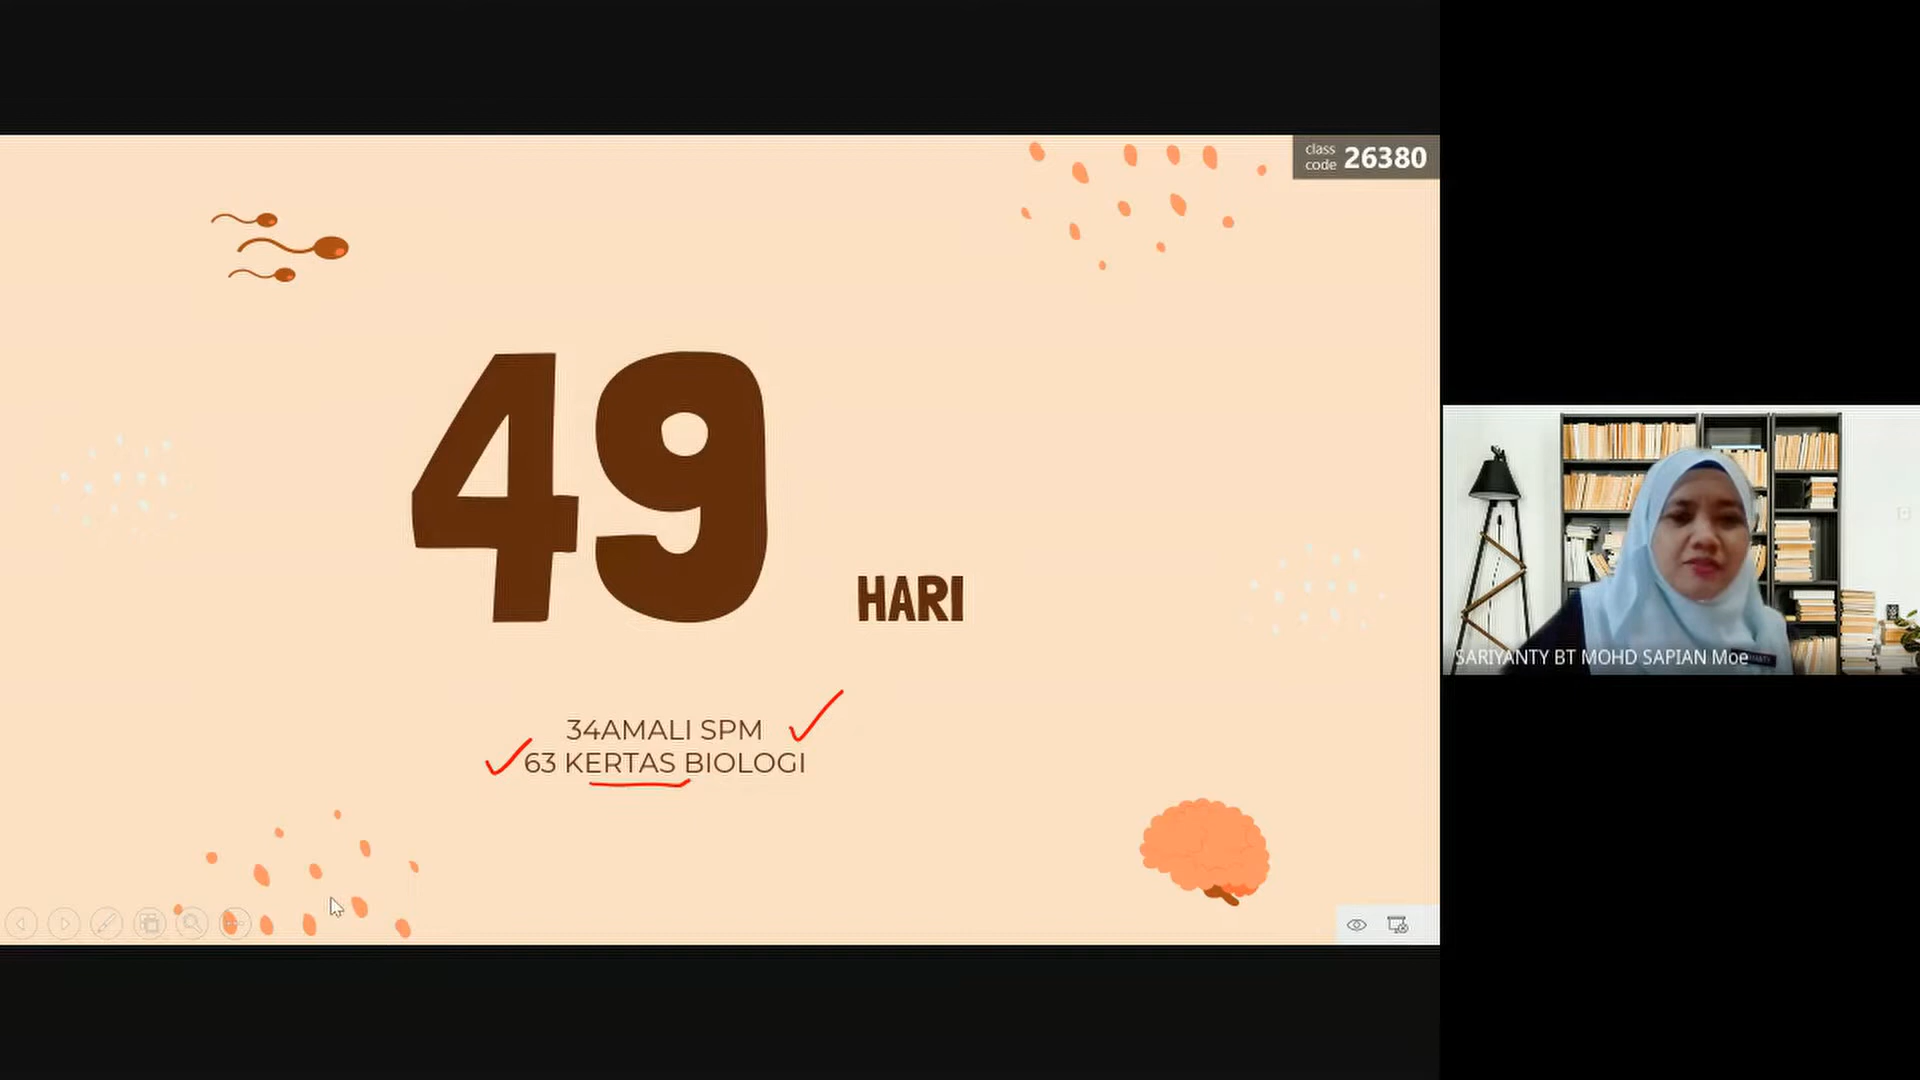 class
code 26380
49
HARI
34AMALI SPM
63 KERTAS BIOLOGI
SARIYANTY BT MOHD SAPIAN Moe